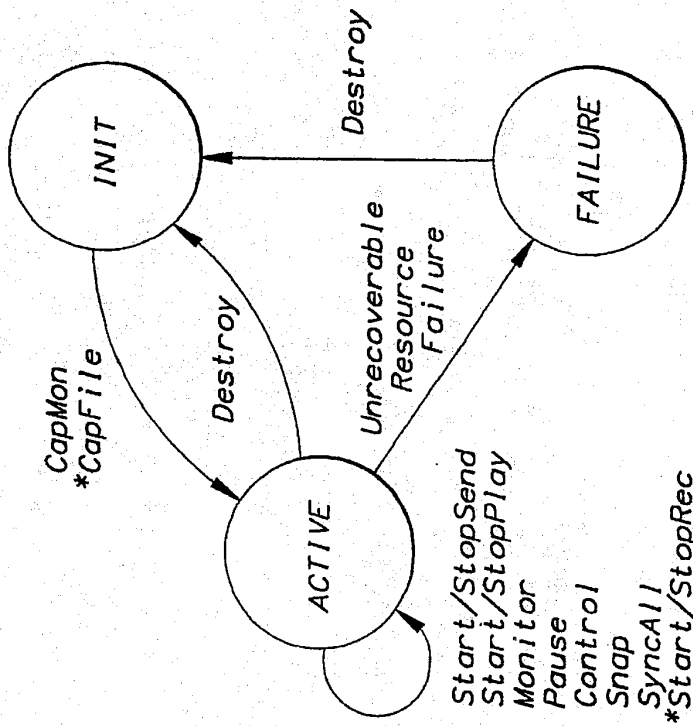 INIT
CapMon
*CapFile
Destroy
Destroy
ACTIVE
Unrecoverable
Resource
Failure
FAILURE
Start/StopSend
Start/StopPlay
Monitor
Pause
Control
Snap
SyncAll
*Start/StopRec